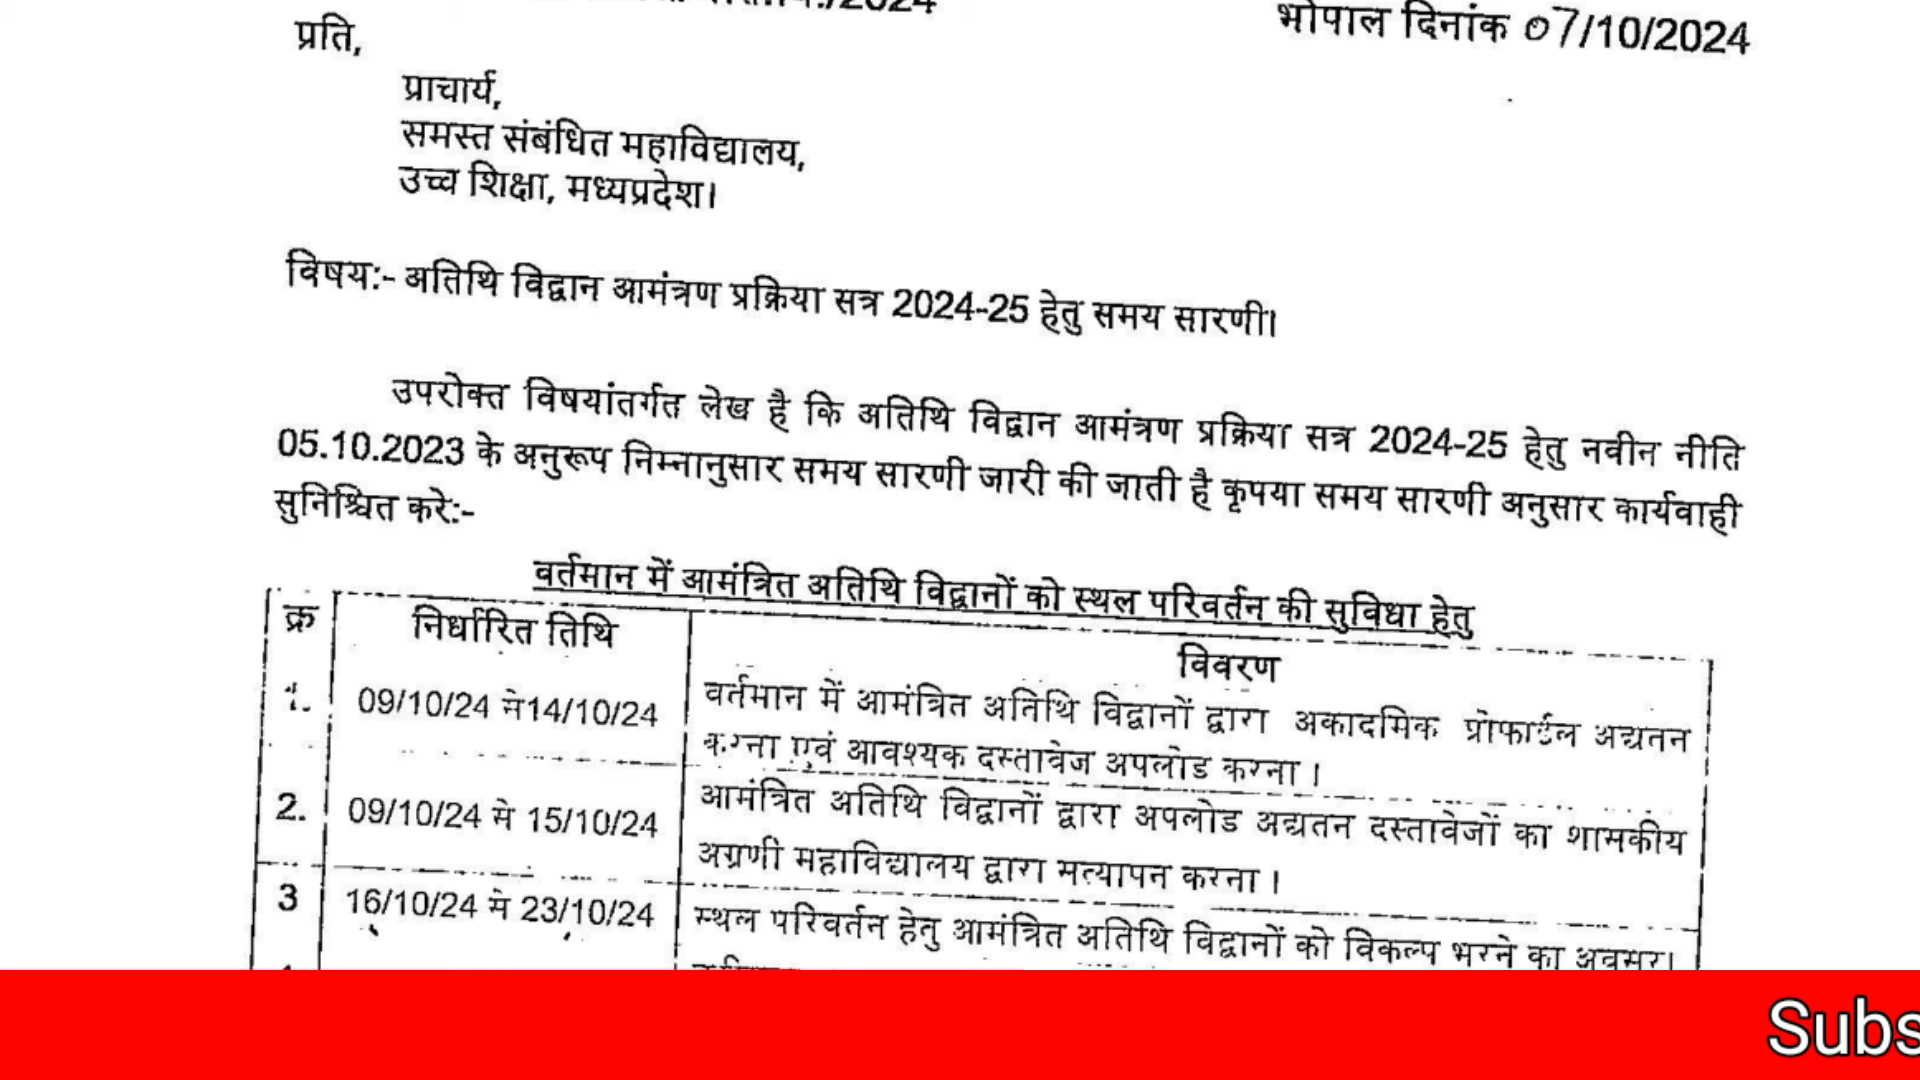 /2024
भोपाल दिनांक 07/10/2024
प्रति,
प्राचार्य,
समस्त संबंधित महाविद्यालय,
उच्च शिक्षा, मध्यप्रदेश।
विषय:- अतिथि विद्वान आमंत्रण प्रक्रिया सत्र 2024-25 हेतु समय सारणी।
उपरोक्त विषयांतर्गत लेख है कि अतिथि विद्वान आमंत्रण प्रक्रिया सत्र 2024-25 हेतु नवीन नीति
05.10.2023 के अनुरूप निम्नानुसार समय सारणी जारी की जाती है कृपया समय सारणी अनुसार कार्यवाही
सुनिश्चित करे:-
वर्तमान में आमंत्रित अतिथि विद्वानों को स्थल परिवर्तन की सुविधा हेतु
क्र निर्धारित तिथि विवरण
1. 09/10/24 से14/10/24 वर्तमान में आमंत्रित अतिथि विद्वानों द्वारा अकादमिक प्रोफाईल अद्यतन
करना एवं आवश्यक दस्तावेज अपलोड करना।
2. 09/10/24 से 15/10/24 आमंत्रित अतिथि विद्वानों द्वारा अपलोड अद्यतन दस्तावेजों का शासकीय
अग्रणी महाविद्यालय द्वारा सत्यापन करना।
3 16/10/24 से 23/10/24 स्थल परिवर्तन हेतु आमंत्रित अतिथि विद्वानों को विकल्प भरने का अवसर।
Subs